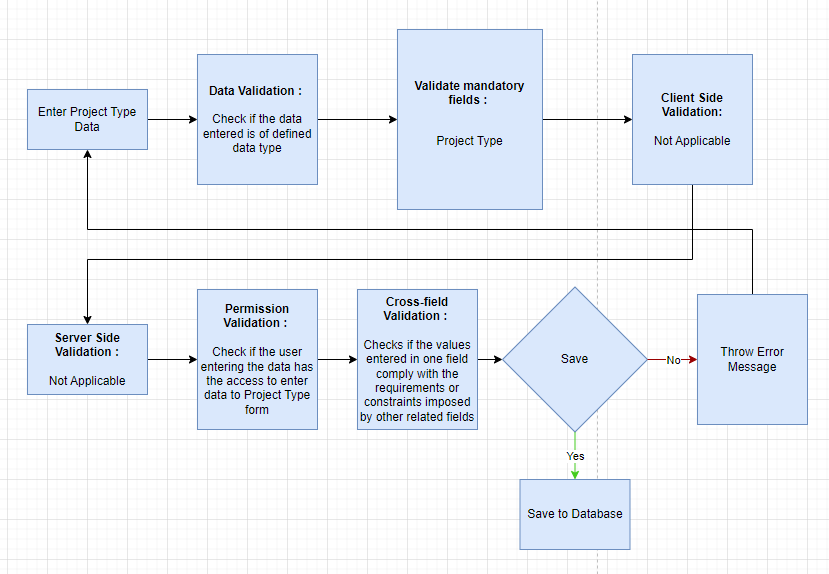 Enter Project Type
Data
Data Validation :
Check if the data
entered is of defined
data type
Validate mandatory
fields :
Project Type
Client Side
Validation:
Not Applicable
Server Side
Validation :
Not Applicable
Permission
Validation :
Check if the user
entering the data has
the access to enter
data to Project Type
form
Cross-field
Validation :
Checks if the values
entered in one field
comply with the
requirements or
constraints imposed
by other related fields
Save
No
Throw Error
Message
Yes
Save to Database